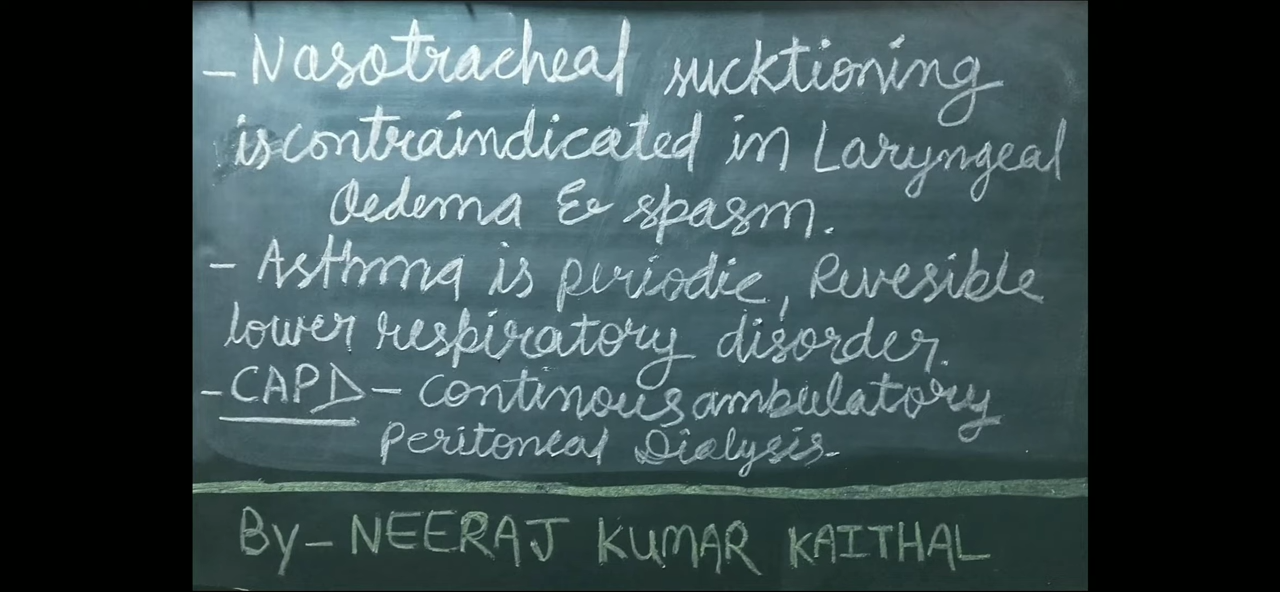 - Nasotracheal sucktioning
is contraindicated in Laryngeal
Oedema & spasm.
- Asthma is periodic, Revesible
lower respiratory disorder.
- CAPD - Continous ambulatory
Peritoneal Dialysis-
By - NEERAJ KUMAR KAITHAL